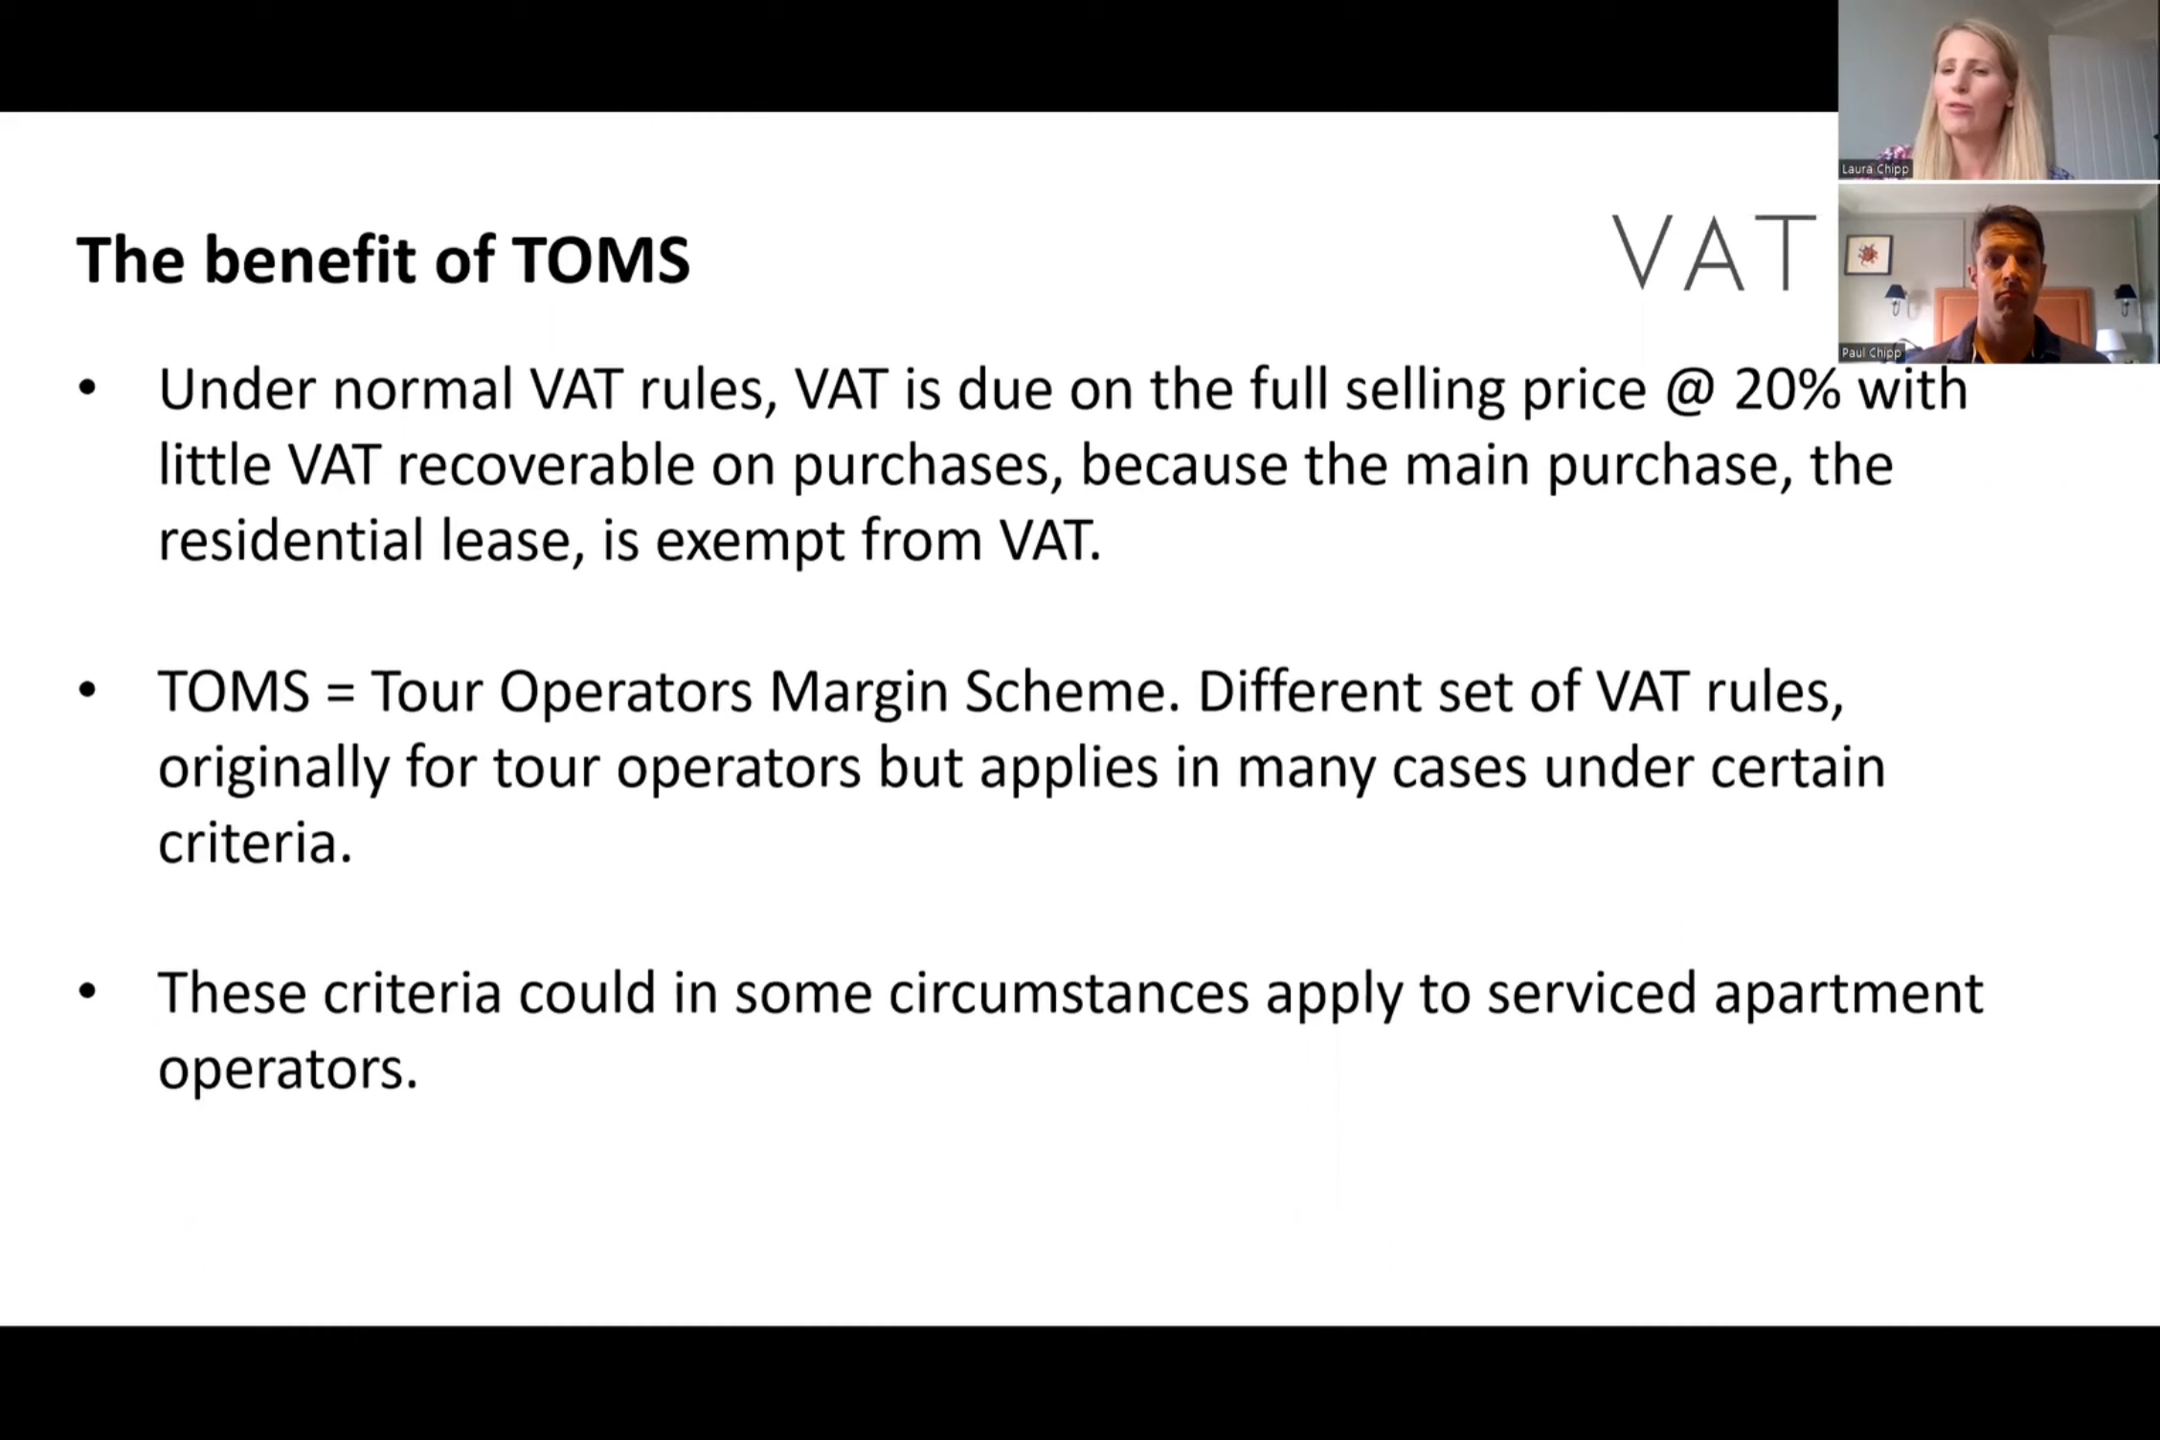 Laura Chipp
The benefit of TOMS
VAT
Paul Chipp
• Under normal VAT rules, VAT is due on the full selling price @ 20% with
little VAT recoverable on purchases, because the main purchase, the
residential lease, is exempt from VAT.
• TOMS = Tour Operators Margin Scheme. Different set of VAT rules,
originally for tour operators but applies in many cases under certain
criteria.
• These criteria could in some circumstances apply to serviced apartment
operators.